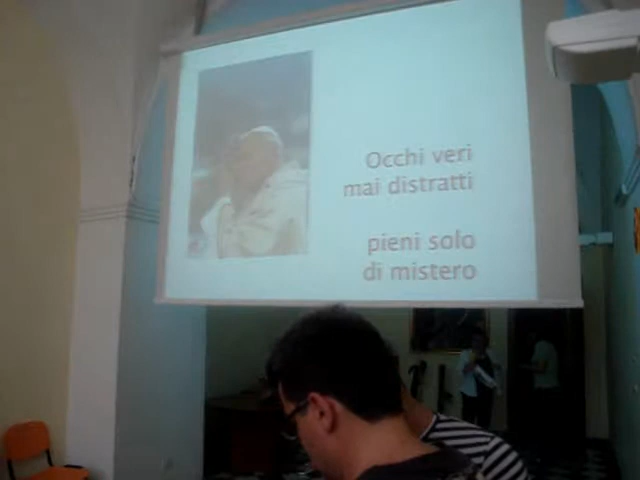 Occhi veri
mai distratti
pieni solo
di mistero